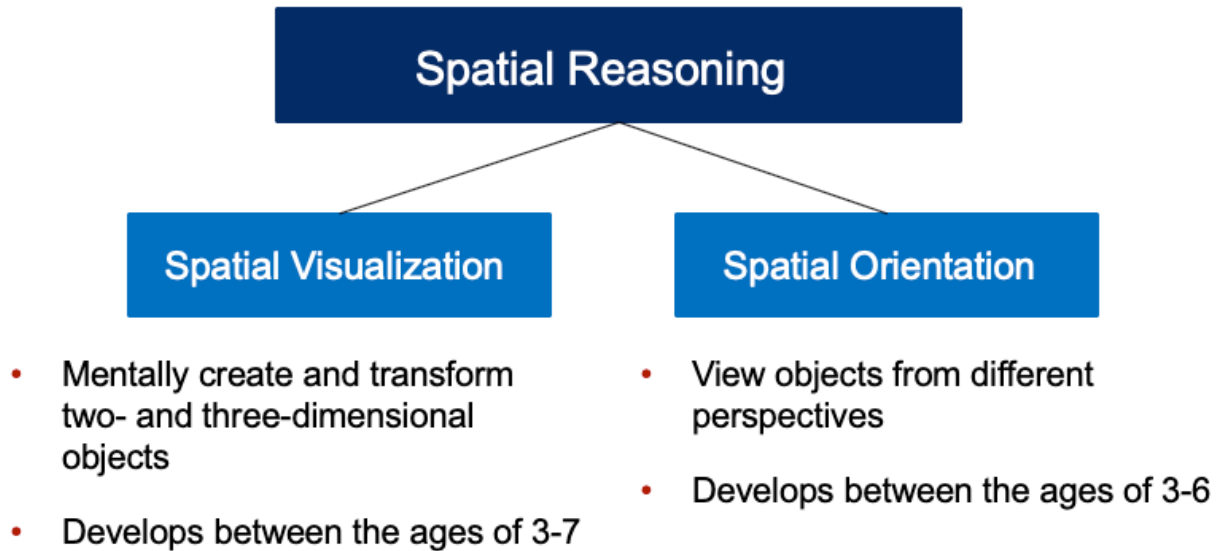 Spatial Reasoning
Spatial Visualization
• Mentally create and transform
two- and three-dimensional
objects
• Develops between the ages of 3-7
Spatial Orientation
• View objects from different
perspectives
• Develops between the ages of 3-6